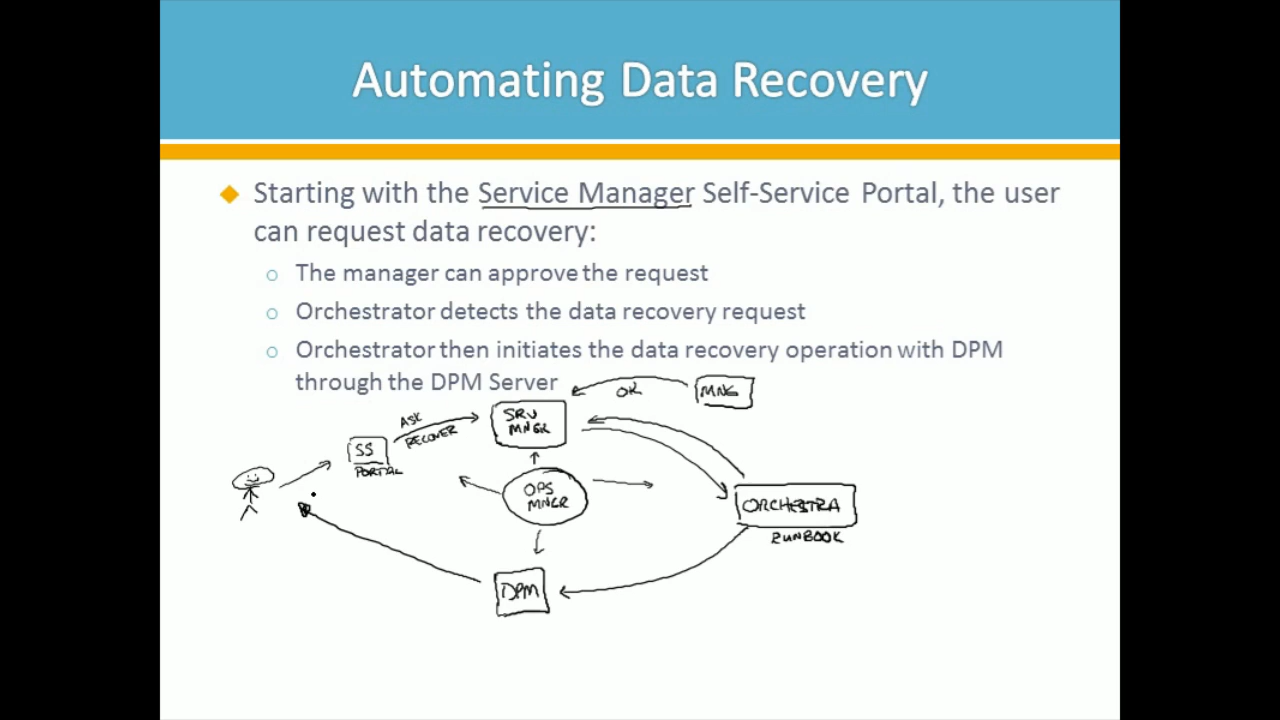 Automating Data Recovery
Starting with the Service Manager Self-Service Portal, the user
can request data recovery:
The manager can approve the request
Orchestrator detects the data recovery request
Orchestrator then initiates the data recovery operation with DPM
through the DPM Server
OK
MNG
ASK
RECOVER
SRV
MNGR
SS
PORTAL
OPS
MNGR
ORCHESTRA
RUNBOOK
DPM